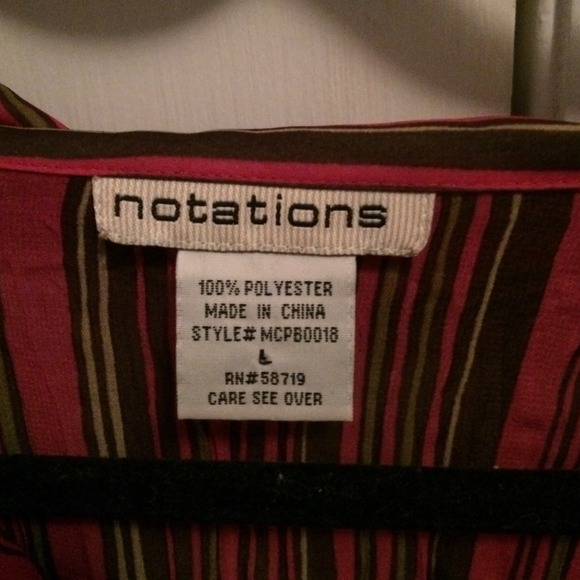 notations
100% POLYESTER
MADE IN CHINA
STYLE# MCPB0018
L
RN#58719
CARE SEE OVER